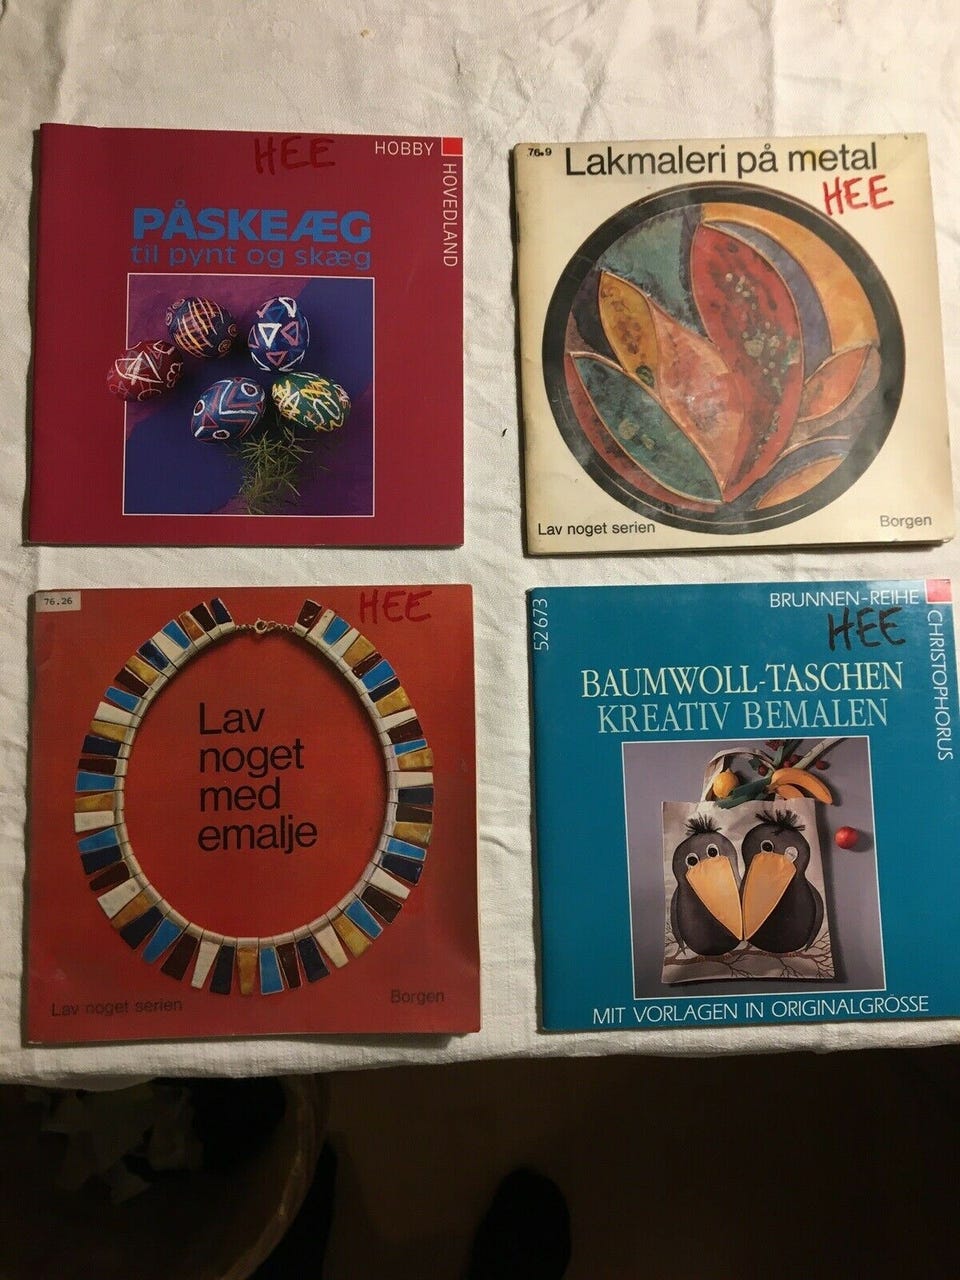 HEE
HOBBY
HOVEDLAND
PÅSKEÆG
til pynt og skæg
76.9
Lakmaleri på metal
HEE
Lav noget serien
Borgen
76.26
HEE
Lav
noget
med
emalje
Lav noget serien
Borgen
52 673
BRUNNEN-REIHE
HEE
CHRISTOPHORUS
BAUMWOLL-TASCHEN
KREATIV BEMALEN
MIT VORLAGEN IN ORIGINALGRÖSSE